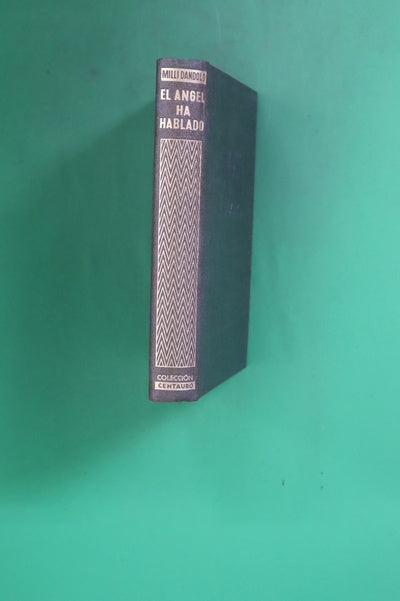 MILLI DANDOLO
EL ANGEL
HA
HABLADO
COLECCIÓN
CENTAURO